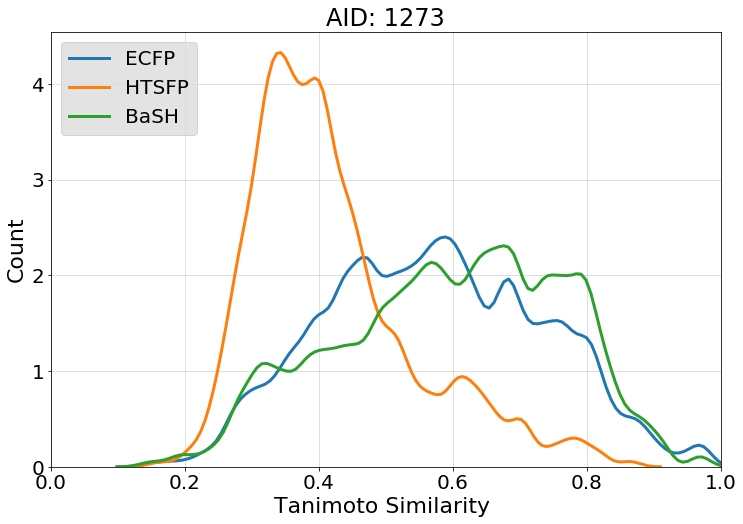 AID: 1273
ECFP
HTSFP
BaSH
Count
4
3
2
1
0
0.0 0.2 0.4 0.6 0.8 1.0
Tanimoto Similarity